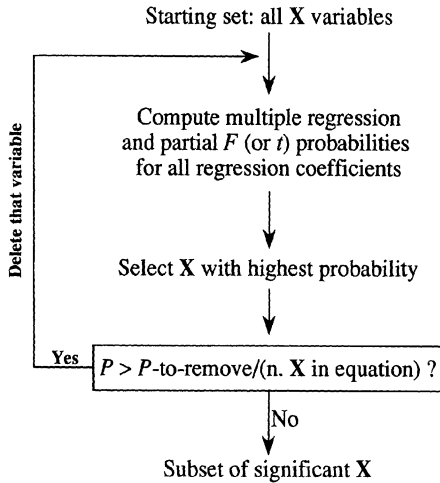 Starting set: all X variables
Compute multiple regression
and partial F (or t) probabilities
for all regression coefficients
Delete that variable
Select X with highest probability
Yes
P > P-to-remove/(n. X in equation) ?
No
Subset of significant X